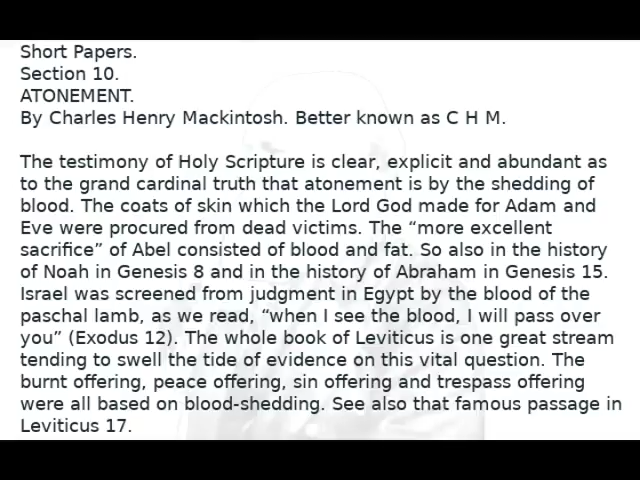 Short Papers.
Section 10.
ATONEMENT.
By Charles Henry Mackintosh. Better known as C H M.
The testimony of Holy Scripture is clear, explicit and abundant as
to the grand cardinal truth that atonement is by the shedding of
blood. The coats of skin which the Lord God made for Adam and
Eve were procured from dead victims. The “more excellent
sacrifice” of Abel consisted of blood and fat. So also in the history
of Noah in Genesis 8 and in the history of Abraham in Genesis 15.
Israel was screened from judgment in Egypt by the blood of the
paschal lamb, as we read, “when I see the blood, I will pass over
you” (Exodus 12). The whole book of Leviticus is one great stream
tending to swell the tide of evidence on this vital question. The
burnt offering, peace offering, sin offering and trespass offering
were all based on blood-shedding. See also that famous passage in
Leviticus 17.